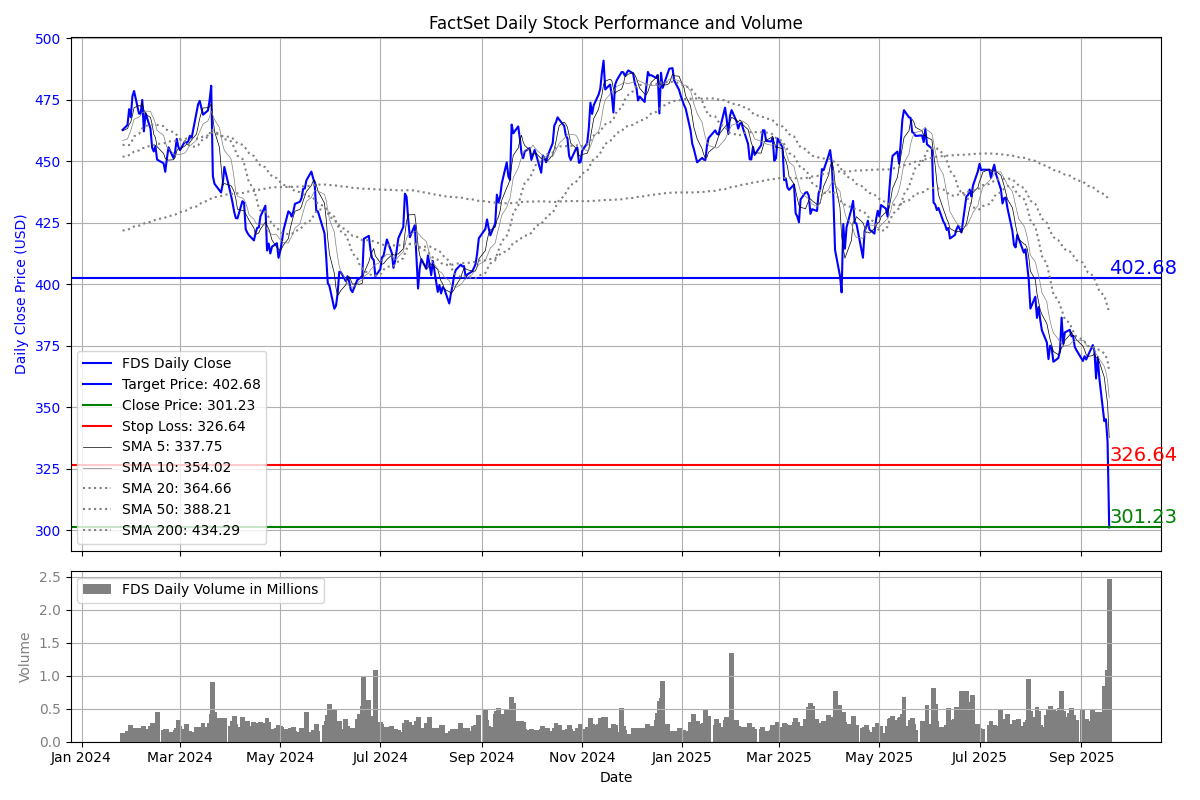 FactSet Daily Stock Performance and Volume
500
475
450
425
400
375
350
325
300
Daily Close Price (USD)
402.68
326.64
301.23
FDS Daily Close
Target Price: 402.68
Close Price: 301.23
Stop Loss: 326.64
SMA 5: 337.75
SMA 10: 354.02
SMA 20: 364.66
SMA 50: 388.21
SMA 200: 434.29
2.5
2.0
1.5
1.0
0.5
0.0
Volume
FDS Daily Volume in Millions
Jan 2024 Mar 2024 May 2024 Jul 2024 Sep 2024 Nov 2024 Jan 2025 Mar 2025 May 2025 Jul 2025 Sep 2025
Date